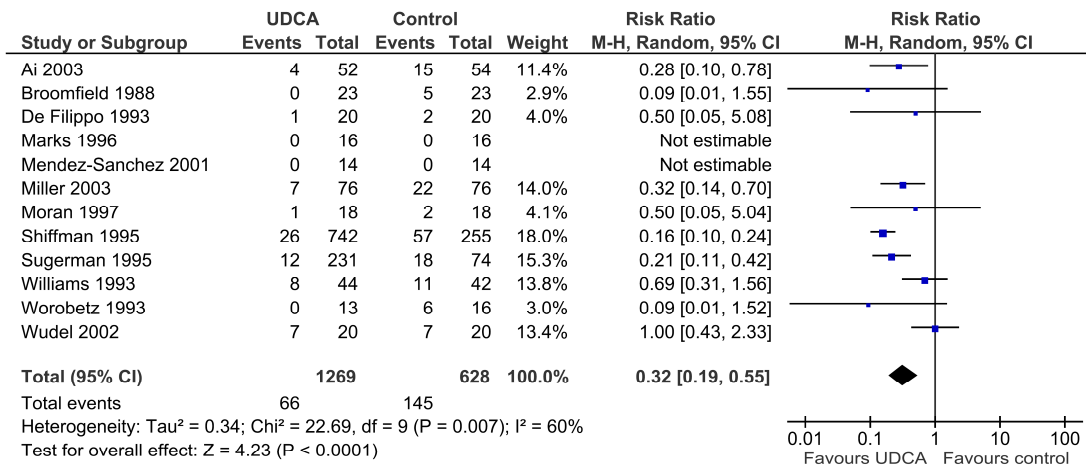 UDCA Control Risk Ratio Risk Ratio
Study or Subgroup Events Total Events Total Weight M-H, Random, 95% CI M-H, Random, 95% CI
Ai 2003 4 52 15 54 11.4% 0.28 [0.10, 0.78]
Broomfield 1988 0 23 5 23 2.9% 0.09 [0.01, 1.55]
De Filippo 1993 1 20 2 20 4.0% 0.50 [0.05, 5.08]
Marks 1996 0 16 0 16 Not estimable
Mendez-Sanchez 2001 0 14 0 14 Not estimable
Miller 2003 7 76 22 76 14.0% 0.32 [0.14, 0.70]
Moran 1997 1 18 2 18 4.1% 0.50 [0.05, 5.04]
Shiffman 1995 26 742 57 255 18.0% 0.16 [0.10, 0.24]
Sugerman 1995 12 231 18 74 15.3% 0.21 [0.11, 0.42]
Williams 1993 8 44 11 42 13.8% 0.69 [0.31, 1.56]
Worobetz 1993 0 13 6 16 3.0% 0.09 [0.01, 1.52]
Wudel 2002 7 20 7 20 13.4% 1.00 [0.43, 2.33]
Total (95% CI) 1269 628 100.0% 0.32 [0.19, 0.55]
Total events 66 145
Heterogeneity: Tau² = 0.34; Chi² = 22.69, df = 9 (P = 0.007); I² = 60%
Test for overall effect: Z = 4.23 (P < 0.0001)
0.01 0.1 1 10 100
Favours UDCA Favours control